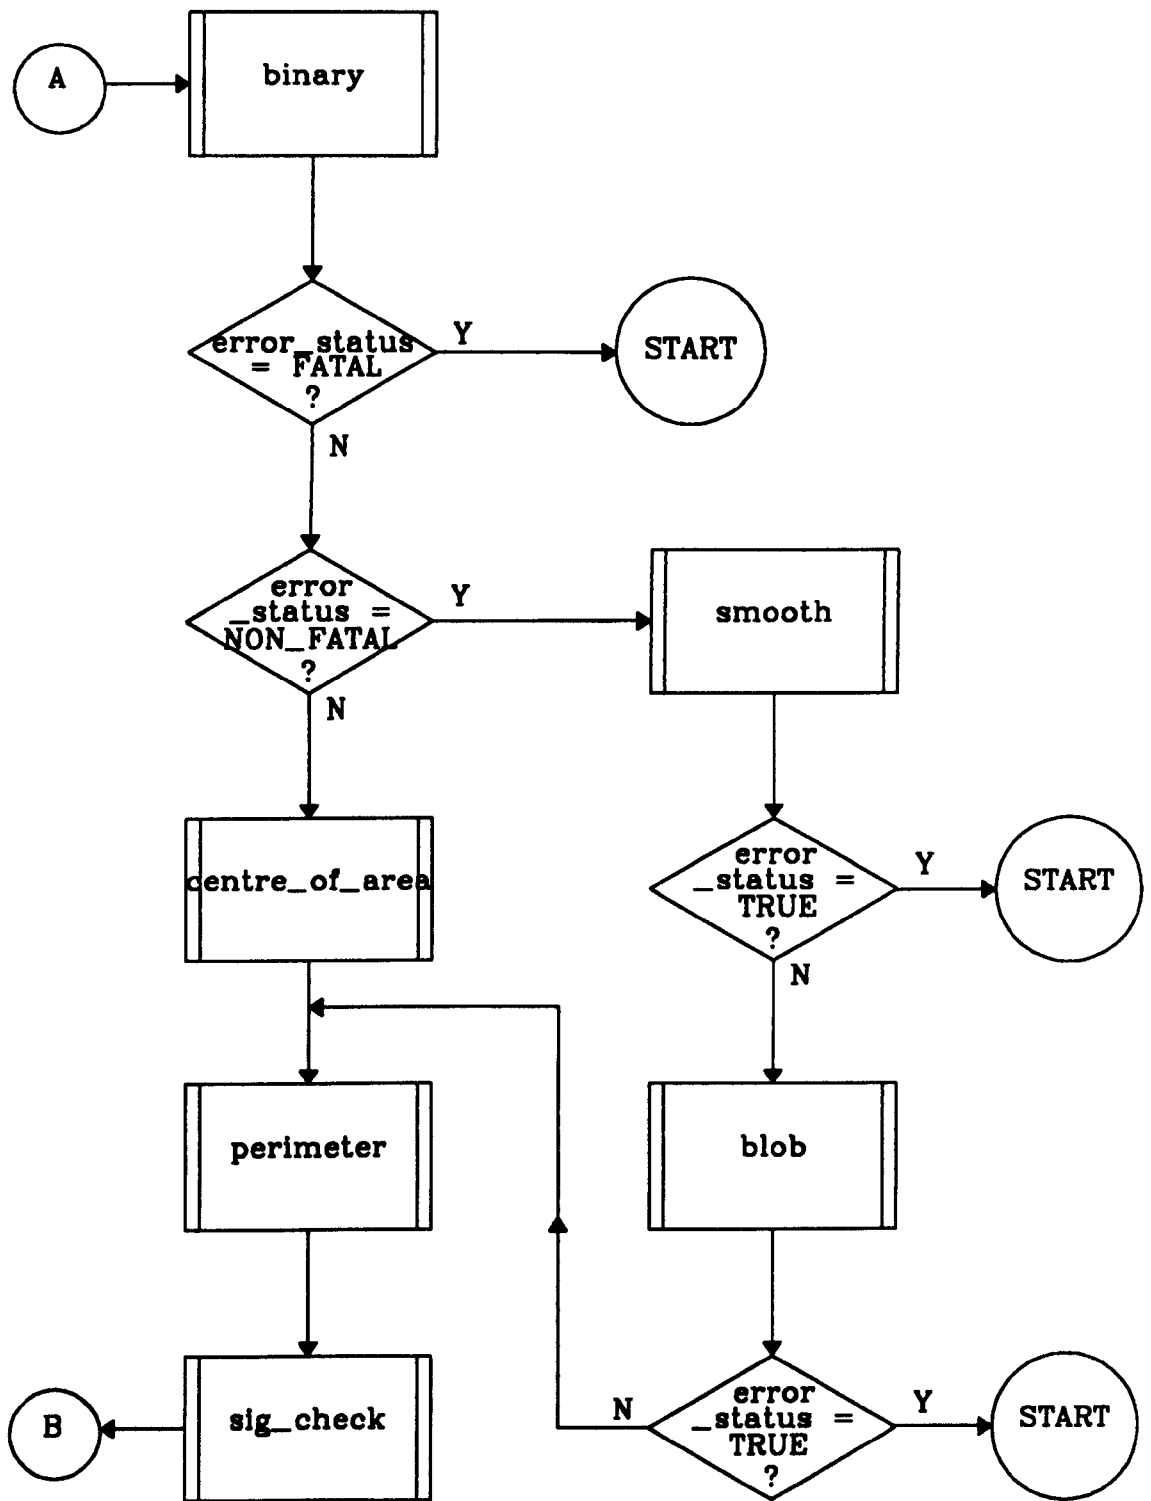 A
binary
error_status
= FATAL
?
Y
START
N
error
_status =
NON_FATAL
?
Y
smooth
N
centre_of_area
error
_status =
TRUE
?
Y
START
N
perimeter
blob
B
sig_check
N
error
_status =
TRUE
?
Y
START